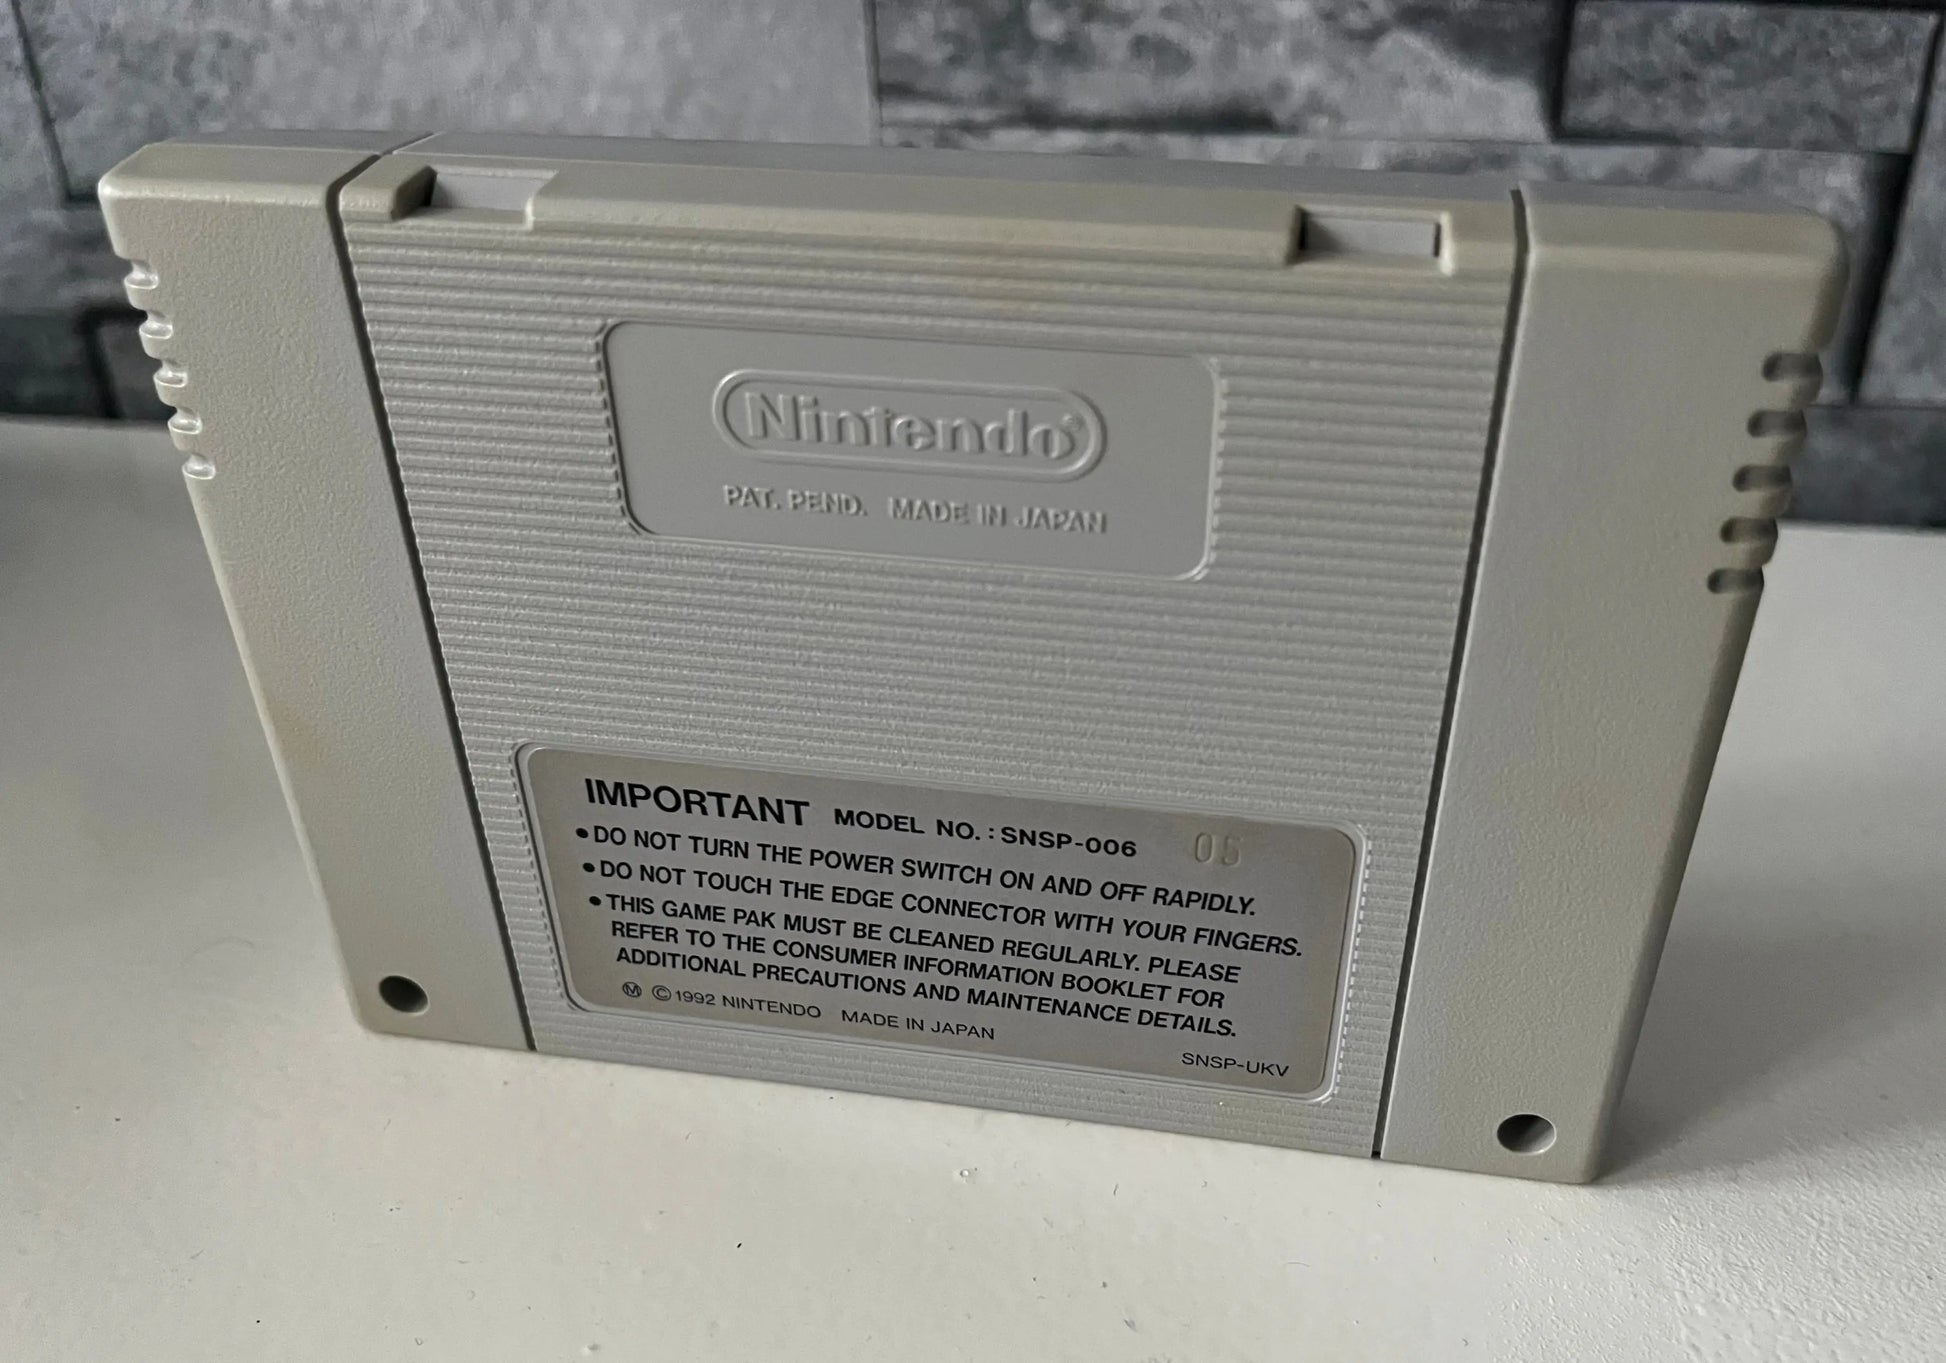 Nintendo®
PAT. PEND. MADE IN JAPAN
IMPORTANT MODEL NO. : SNSP-006 05
●DO NOT TURN THE POWER SWITCH ON AND OFF RAPIDLY.
●DO NOT TOUCH THE EDGE CONNECTOR WITH YOUR FINGERS.
●THIS GAME PAK MUST BE CLEANED REGULARLY. PLEASE
REFER TO THE CONSUMER INFORMATION BOOKLET FOR
ADDITIONAL PRECAUTIONS AND MAINTENANCE DETAILS.
Ⓜ ©1992 NINTENDO MADE IN JAPAN
SNSP-UKV